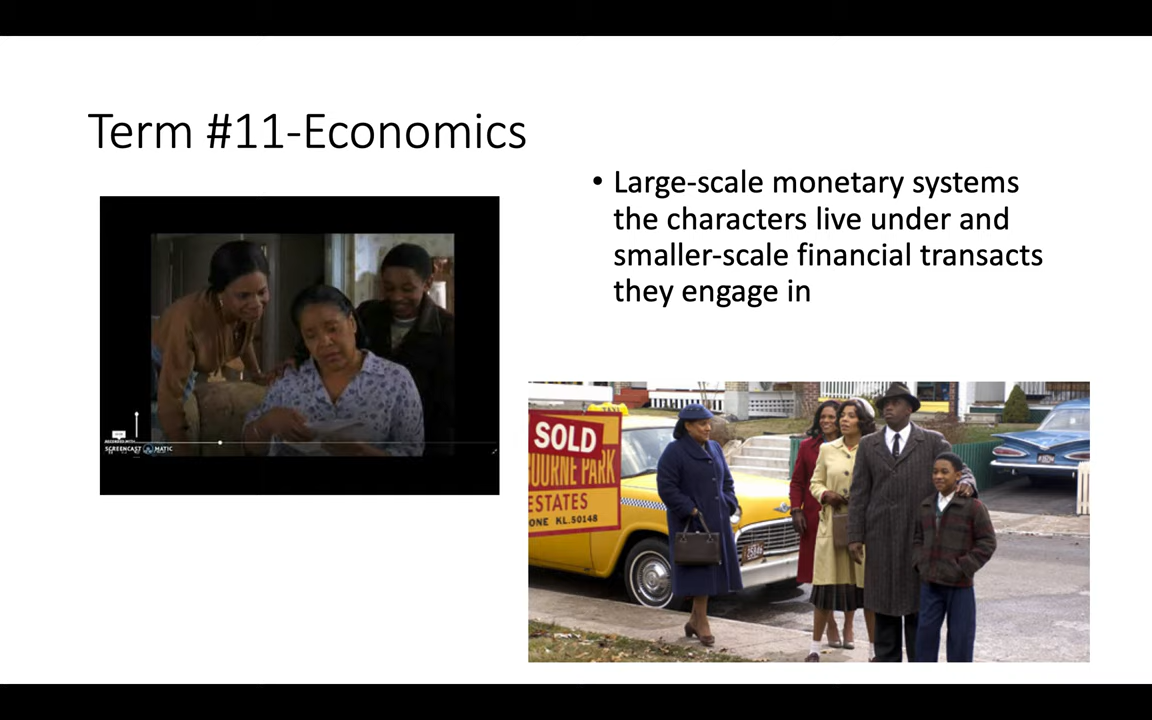 Term #11-Economics
• Large-scale monetary systems
the characters live under and
smaller-scale financial transacts
they engage in
SCREENCAST MATIC
SOLD
BOURNE PARK
ESTATES
ONE KL.50148